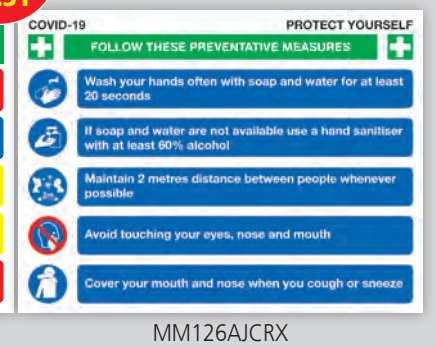 COVID-19 PROTECT YOURSELF
FOLLOW THESE PREVENTATIVE MEASURES
Wash your hands often with soap and water for at least
20 seconds
If soap and water are not available use a hand sanitiser
with at least 60% alcohol
Maintain 2 metres distance between people whenever
possible
Avoid touching your eyes, nose and mouth
Cover your mouth and nose when you cough or sneeze
MM126AJCRX